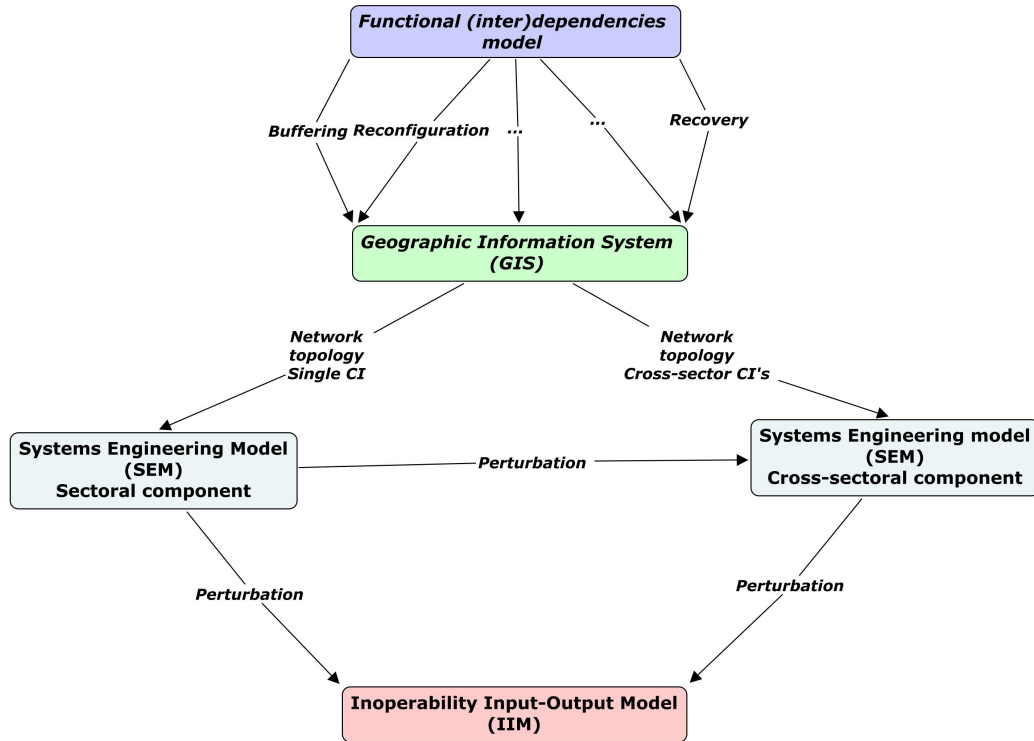 Functional (inter)dependencies
model
Buffering
Reconfiguration
...
...
Recovery
Geographic Information System
(GIS)
Network
topology
Single CI
Network
topology
Cross-sector CI's
Systems Engineering Model
(SEM)
Sectoral component
Perturbation
Systems Engineering model
(SEM)
Cross-sectoral component
Perturbation
Perturbation
Inoperability Input-Output Model
(IIM)